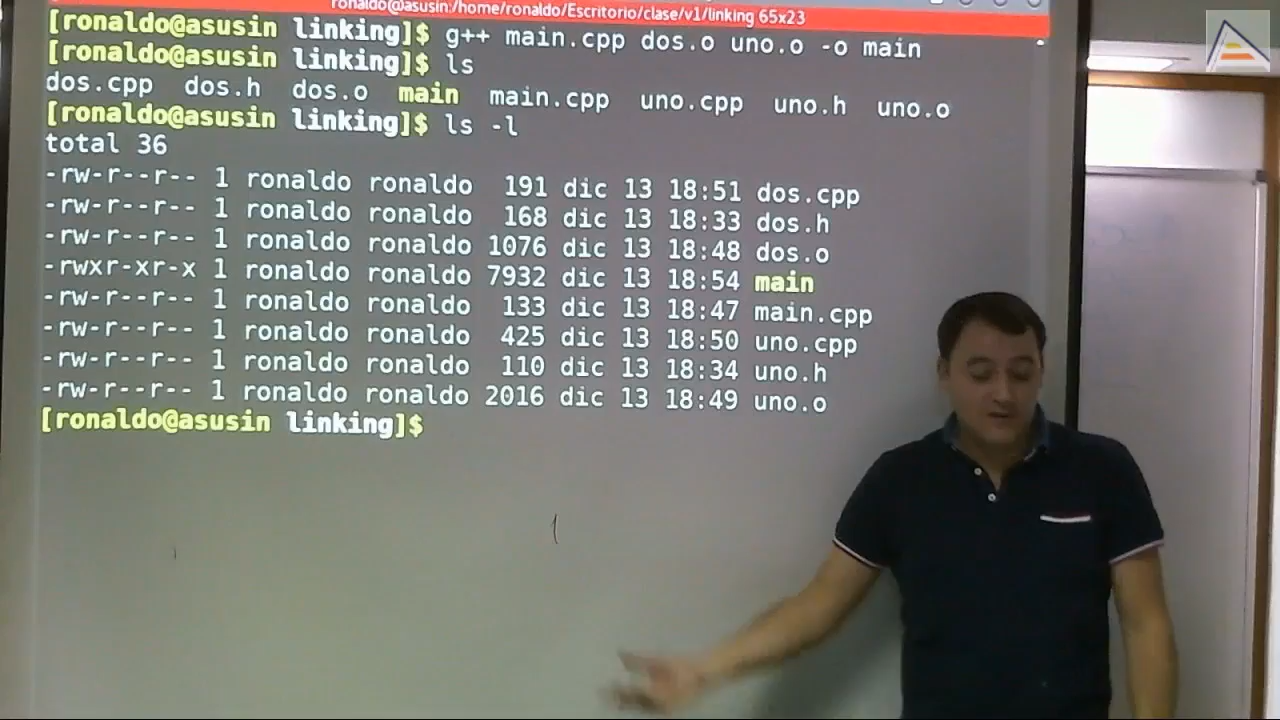 ronaldo@asusin:/home/ronaldo/Escritorio/clase/v1/linking 65x23
[ronaldo@asusin linking]$ g++ main.cpp dos.o uno.o -o main
[ronaldo@asusin linking]$ ls
dos.cpp dos.h dos.o main main.cpp uno.cpp uno.h uno.o
[ronaldo@asusin linking]$ ls -l
total 36
-rw-r--r-- 1 ronaldo ronaldo 191 dic 13 18:51 dos.cpp
-rw-r--r-- 1 ronaldo ronaldo 168 dic 13 18:33 dos.h
-rw-r--r-- 1 ronaldo ronaldo 1076 dic 13 18:48 dos.o
-rwxr-xr-x 1 ronaldo ronaldo 7932 dic 13 18:54 main
-rw-r--r-- 1 ronaldo ronaldo 133 dic 13 18:47 main.cpp
-rw-r--r-- 1 ronaldo ronaldo 425 dic 13 18:50 uno.cpp
-rw-r--r-- 1 ronaldo ronaldo 110 dic 13 18:34 uno.h
-rw-r--r-- 1 ronaldo ronaldo 2016 dic 13 18:49 uno.o
[ronaldo@asusin linking]$